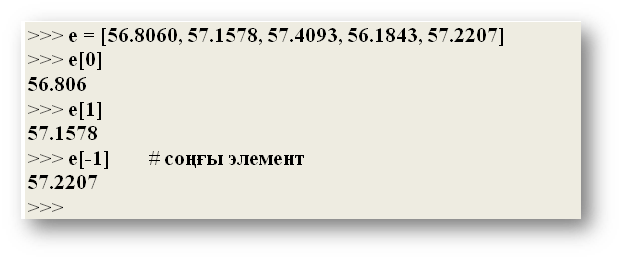 >>> e = [56.8060, 57.1578, 57.4093, 56.1843, 57.2207]
>>> e[0]
56.806
>>> e[1]
57.1578
>>> e[-1] # соңғы элемент
57.2207
>>>